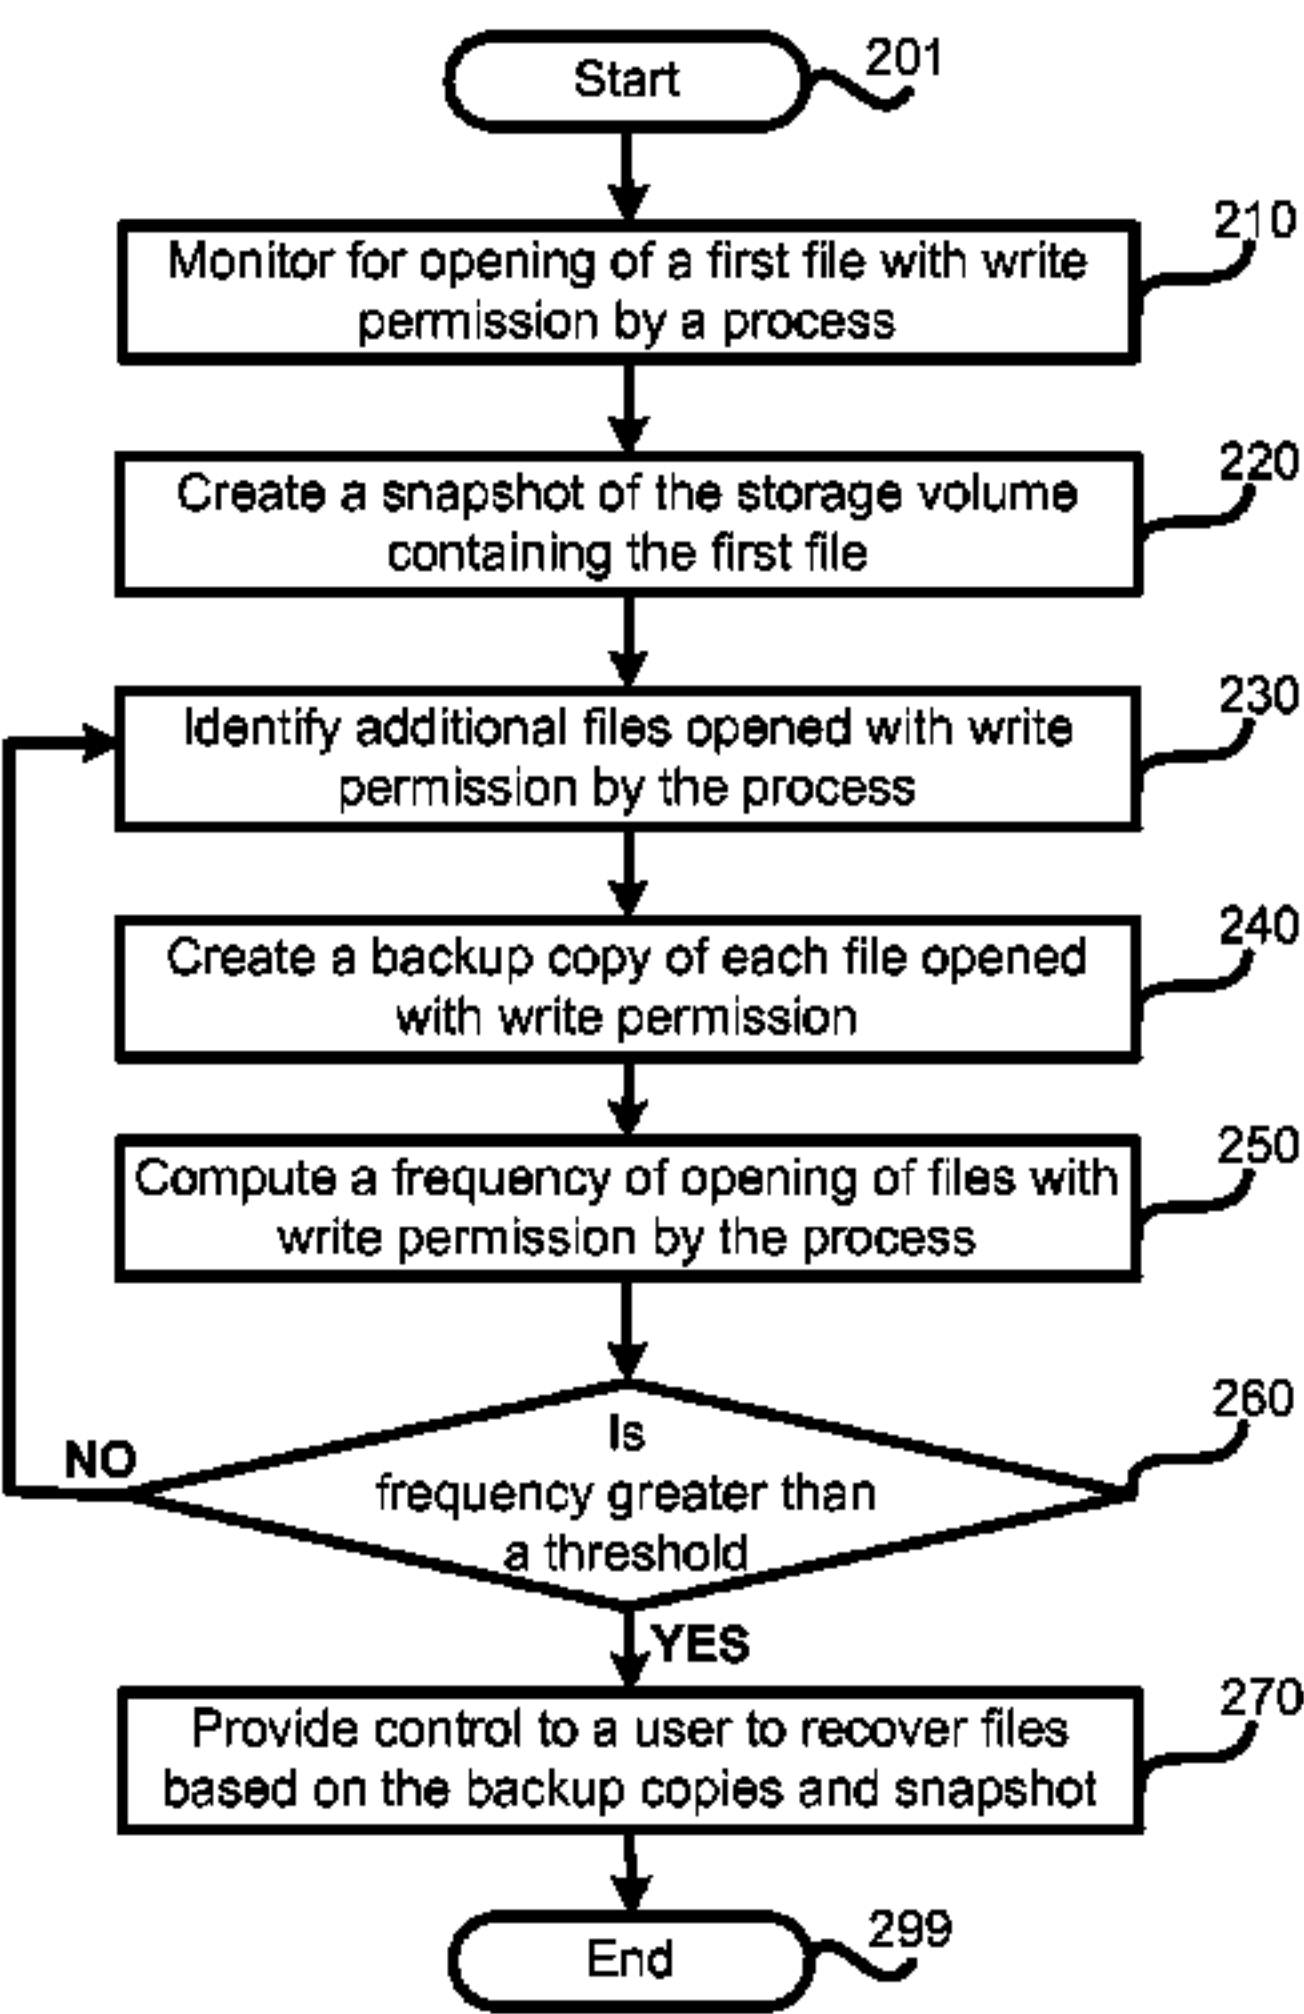 Start
201
210
Monitor for opening of a first file with write
permission by a process
220
Create a snapshot of the storage volume
containing the first file
230
Identify additional files opened with write
permission by the process
240
Create a backup copy of each file opened
with write permission
250
Compute a frequency of opening of files with
write permission by the process
260
Is
frequency greater than
a threshold
NO
YES
270
Provide control to a user to recover files
based on the backup copies and snapshot
End
299